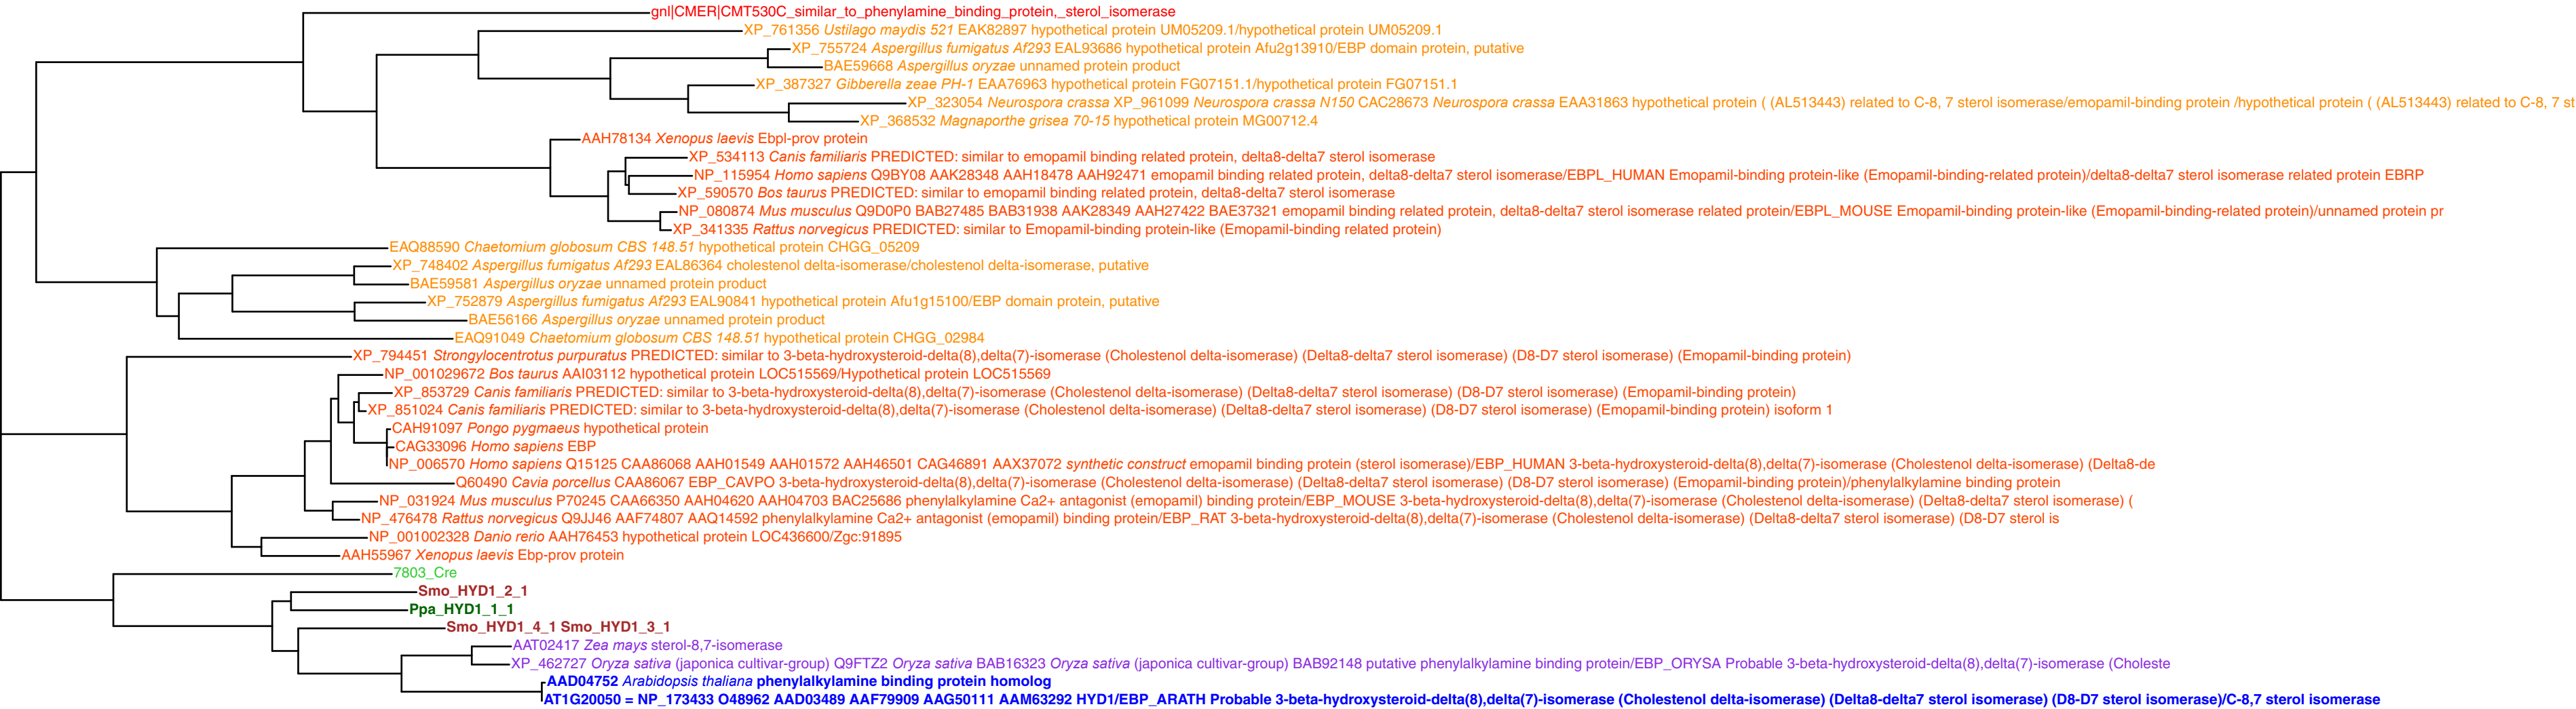 gnl|CMER|CMT530C_similar_to_phenylamine_binding_protein,_sterol_isomerase
XP_761356 Ustilago maydis 521 EAK82897 hypothetical protein UM05209.1/hypothetical protein UM05209.1
XP_755724 Aspergillus fumigatus Af293 EAL93686 hypothetical protein Afu2g13910/EBP domain protein, putative
BAE59668 Aspergillus oryzae unnamed protein product
XP_387327 Gibberella zeae PH-1 EAA76963 hypothetical protein FG07151.1/hypothetical protein FG07151.1
XP_323054 Neurospora crassa XP_961099 Neurospora crassa N150 CAC28673 Neurospora crassa EAA31863 hypothetical protein ( (AL513443) related to C-8, 7 sterol isomerase/emopamil-binding protein /hypothetical protein ( (AL513443) related to C-8, 7 st
XP_368532 Magnaporthe grisea 70-15 hypothetical protein MG00712.4
AAH78134 Xenopus laevis Ebpl-prov protein
XP_534113 Canis familiaris PREDICTED: similar to emopamil binding related protein, delta8-delta7 sterol isomerase
NP_115954 Homo sapiens Q9BY08 AAK28348 AAH18478 AAH92471 emopamil binding related protein, delta8-delta7 sterol isomerase/EBPL_HUMAN Emopamil-binding protein-like (Emopamil-binding-related protein)/delta8-delta7 sterol isomerase related protein EBRP
XP_590570 Bos taurus PREDICTED: similar to emopamil binding related protein, delta8-delta7 sterol isomerase
NP_080874 Mus musculus Q9D0P0 BAB27485 BAB31938 AAK28349 AAH27422 BAE37321 emopamil binding related protein, delta8-delta7 sterol isomerase related protein/EBPL_MOUSE Emopamil-binding protein-like (Emopamil-binding-related protein)/unnamed protein pr
XP_341335 Rattus norvegicus PREDICTED: similar to Emopamil-binding protein-like (Emopamil-binding related protein)
EAQ88590 Chaetomium globosum CBS 148.51 hypothetical protein CHGG_05209
XP_748402 Aspergillus fumigatus Af293 EAL86364 cholestenol delta-isomerase/cholestenol delta-isomerase, putative
BAE59581 Aspergillus oryzae unnamed protein product
XP_752879 Aspergillus fumigatus Af293 EAL90841 hypothetical protein Afu1g15100/EBP domain protein, putative
BAE56166 Aspergillus oryzae unnamed protein product
EAQ91049 Chaetomium globosum CBS 148.51 hypothetical protein CHGG_02984
XP_794451 Strongylocentrotus purpuratus PREDICTED: similar to 3-beta-hydroxysteroid-delta(8),delta(7)-isomerase (Cholestenol delta-isomerase) (Delta8-delta7 sterol isomerase) (D8-D7 sterol isomerase) (Emopamil-binding protein)
NP_001029672 Bos taurus AAI03112 hypothetical protein LOC515569/Hypothetical protein LOC515569
XP_853729 Canis familiaris PREDICTED: similar to 3-beta-hydroxysteroid-delta(8),delta(7)-isomerase (Cholestenol delta-isomerase) (Delta8-delta7 sterol isomerase) (D8-D7 sterol isomerase) (Emopamil-binding protein)
XP_851024 Canis familiaris PREDICTED: similar to 3-beta-hydroxysteroid-delta(8),delta(7)-isomerase (Cholestenol delta-isomerase) (Delta8-delta7 sterol isomerase) (D8-D7 sterol isomerase) (Emopamil-binding protein) isoform 1
CAH91097 Pongo pygmaeus hypothetical protein
CAG33096 Homo sapiens EBP
NP_006570 Homo sapiens Q15125 CAA86068 AAH01549 AAH01572 AAH46501 CAG46891 AAX37072 synthetic construct emopamil binding protein (sterol isomerase)/EBP_HUMAN 3-beta-hydroxysteroid-delta(8),delta(7)-isomerase (Cholestenol delta-isomerase) (Delta8-de
Q60490 Cavia porcellus CAA86067 EBP_CAVPO 3-beta-hydroxysteroid-delta(8),delta(7)-isomerase (Cholestenol delta-isomerase) (Delta8-delta7 sterol isomerase) (D8-D7 sterol isomerase) (Emopamil-binding protein)/phenylalkylamine binding protein
NP_031924 Mus musculus P70245 CAA66350 AAH04620 AAH04703 BAC25686 phenylalkylamine Ca2+ antagonist (emopamil) binding protein/EBP_MOUSE 3-beta-hydroxysteroid-delta(8),delta(7)-isomerase (Cholestenol delta-isomerase) (Delta8-delta7 sterol isomerase) (
NP_476478 Rattus norvegicus Q9JJ46 AAF74807 AAQ14592 phenylalkylamine Ca2+ antagonist (emopamil) binding protein/EBP_RAT 3-beta-hydroxysteroid-delta(8),delta(7)-isomerase (Cholestenol delta-isomerase) (Delta8-delta7 sterol isomerase) (D8-D7 sterol is
NP_001002328 Danio rerio AAH76453 hypothetical protein LOC436600/Zgc:91895
AAH55967 Xenopus laevis Ebp-prov protein
7803_Cre
Smo_HYD1_2_1
Ppa_HYD1_1_1
Smo_HYD1_4_1 Smo_HYD1_3_1
AAT02417 Zea mays sterol-8,7-isomerase
XP_462727 Oryza sativa (japonica cultivar-group) Q9FTZ2 Oryza sativa BAB16323 Oryza sativa (japonica cultivar-group) BAB92148 putative phenylalkylamine binding protein/EBP_ORYSA Probable 3-beta-hydroxysteroid-delta(8),delta(7)-isomerase (Choleste
AAD04752 Arabidopsis thaliana phenylalkylamine binding protein homolog
AT1G20050 = NP_173433 O48962 AAD03489 AAF79909 AAG50111 AAM63292 HYD1/EBP_ARATH Probable 3-beta-hydroxysteroid-delta(8),delta(7)-isomerase (Cholestenol delta-isomerase) (Delta8-delta7 sterol isomerase) (D8-D7 sterol isomerase)/C-8,7 sterol isomerase